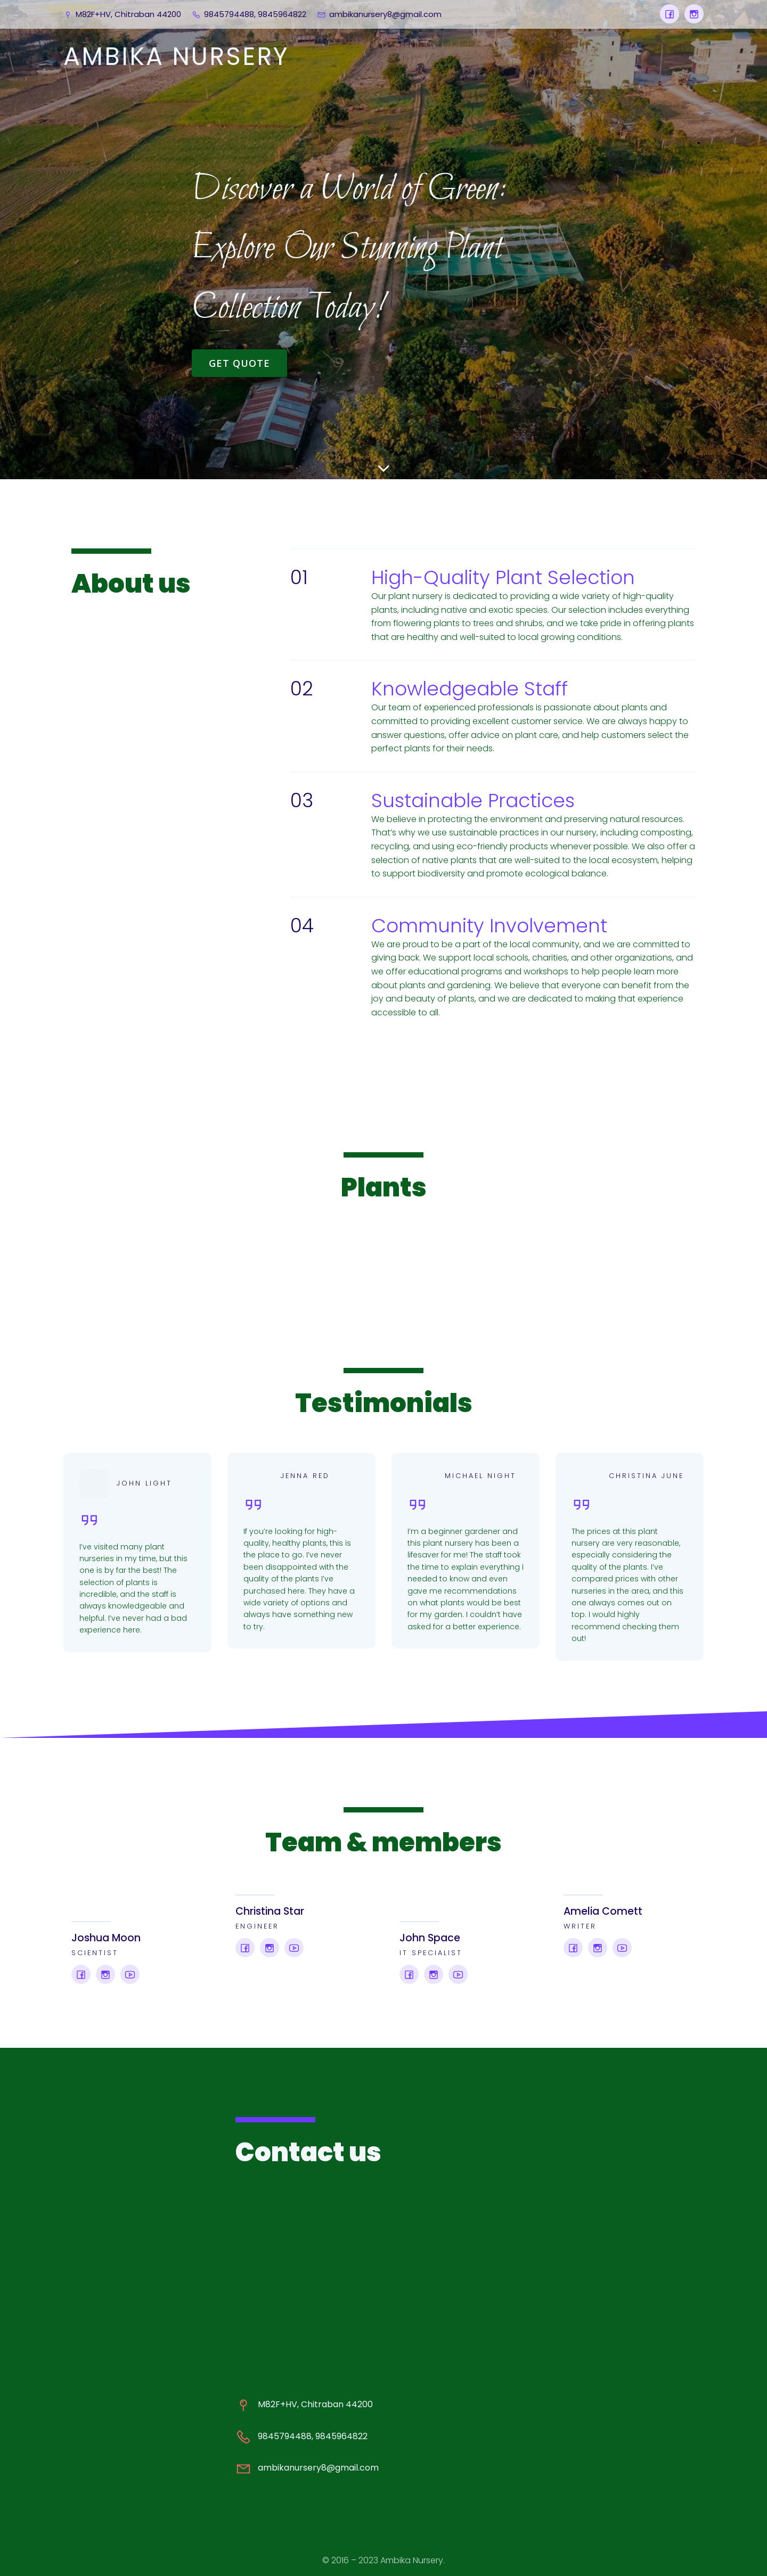 M82F+HV, Chitraban 44200 9845794488, 9845964822 ambikanursery8@gmail.com
AMBIKA NURSERY
Discover a World of Green:
Explore Our Stunning Plant
Collection Today!
GET QUOTE
About us
01
High-Quality Plant Selection
Our plant nursery is dedicated to providing a wide variety of high-quality
plants, including native and exotic species. Our selection includes everything
from flowering plants to trees and shrubs, and we take pride in offering plants
that are healthy and well-suited to local growing conditions.
02
Knowledgeable Staff
Our team of experienced professionals is passionate about plants and
committed to providing excellent customer service. We are always happy to
answer questions, offer advice on plant care, and help customers select the
perfect plants for their needs.
03
Sustainable Practices
We believe in protecting the environment and preserving natural resources.
That's why we use sustainable practices in our nursery, including composting,
recycling, and using eco-friendly products whenever possible. We also offer a
selection of native plants that are well-suited to the local ecosystem, helping
to support biodiversity and promote ecological balance.
04
Community Involvement
We are proud to be a part of the local community, and we are committed to
giving back. We support local schools, charities, and other organizations, and
we offer educational programs and workshops to help people learn more
about plants and gardening. We believe that everyone can benefit from the
joy and beauty of plants, and we are dedicated to making that experience
accessible to all.
Plants
Testimonials
JOHN LIGHT
I've visited many plant
nurseries in my time, but this
one is by far the best! The
selection of plants is
incredible, and the staff is
always knowledgeable and
helpful. I've never had a bad
experience here.
JENNA RED
If you're looking for high-
quality, healthy plants, this is
the place to go. I've never
been disappointed with the
quality of the plants I've
purchased here. They have a
wide variety of options and
always have something new
to try.
MICHAEL NIGHT
I'm a beginner gardener and
this plant nursery has been a
lifesaver for me! The staff took
the time to explain everything I
needed to know and even
gave me recommendations
on what plants would be best
for my garden. I couldn't have
asked for a better experience.
CHRISTINA JUNE
The prices at this plant
nursery are very reasonable,
especially considering the
quality of the plants. I've
compared prices with other
nurseries in the area, and this
one always comes out on
top. I would highly
recommend checking them
out!
Team & members
Joshua Moon
SCIENTIST
Christina Star
ENGINEER
John Space
IT SPECIALIST
Amelia Comett
WRITER
Contact us
M82F+HV, Chitraban 44200
9845794488, 9845964822
ambikanursery8@gmail.com
© 2016 – 2023 Ambika Nursery.